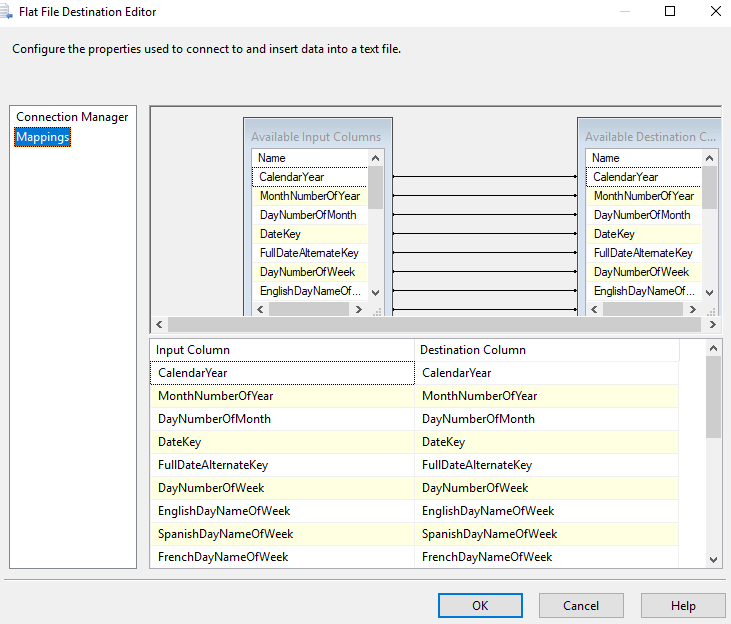 Flat File Destination Editor
Configure the properties used to connect to and insert data into a text file.
Connection Manager
Mappings
Available Input Columns
Name
CalendarYear
MonthNumberOfYear
DayNumberOfMonth
DateKey
FullDateAlternateKey
DayNumberOfWeek
EnglishDayNameOf...
Available Destination C...
Name
CalendarYear
MonthNumberOfYear
DayNumberOfMonth
DateKey
FullDateAlternateKey
DayNumberOfWeek
EnglishDayNameOf...
Input Column Destination Column
CalendarYear CalendarYear
MonthNumberOfYear MonthNumberOfYear
DayNumberOfMonth DayNumberOfMonth
DateKey DateKey
FullDateAlternateKey FullDateAlternateKey
DayNumberOfWeek DayNumberOfWeek
EnglishDayNameOfWeek EnglishDayNameOfWeek
SpanishDayNameOfWeek SpanishDayNameOfWeek
FrenchDayNameOfWeek FrenchDayNameOfWeek
OK Cancel Help